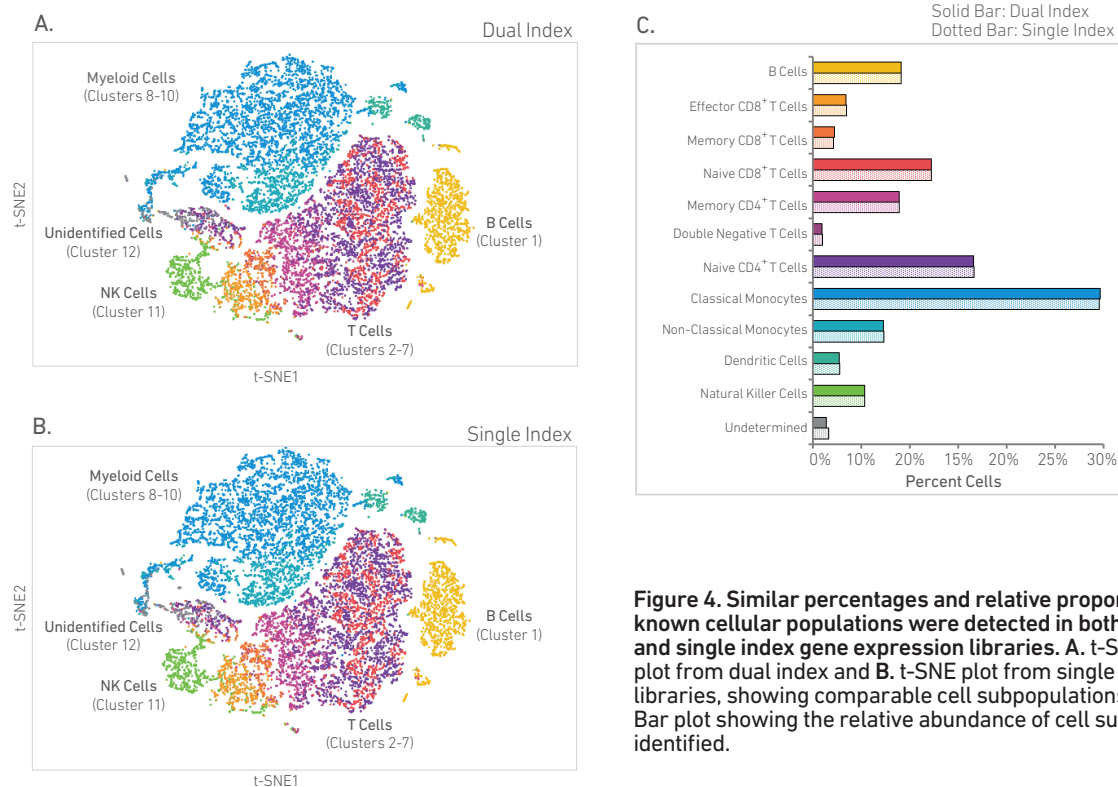 A.
Dual Index
Myeloid Cells
(Clusters 8-10)
Unidentified Cells
(Cluster 12)
NK Cells
(Cluster 11)
B Cells
(Cluster 1)
T Cells
(Clusters 2-7)
t-SNE2
t-SNE1
B.
Single Index
Myeloid Cells
(Clusters 8-10)
Unidentified Cells
(Cluster 12)
NK Cells
(Cluster 11)
B Cells
(Cluster 1)
T Cells
(Clusters 2-7)
t-SNE2
t-SNE1
C.
Solid Bar: Dual Index
Dotted Bar: Single Index
B Cells
Effector CD8+ T Cells
Memory CD8+ T Cells
Naive CD8+ T Cells
Memory CD4+ T Cells
Double Negative T Cells
Naive CD4+ T Cells
Classical Monocytes
Non-Classical Monocytes
Dendritic Cells
Natural Killer Cells
Undetermined
0% 10% 20% 10% 20% 25% 30%
Percent Cells
Figure 4. Similar percentages and relative
known cellular populations were detected in both
and single index gene expression libraries. A.
plot from dual index and B. t-SNE plot from single
libraries, showing comparable cell
Bar plot showing the relative abundance of cell
identified.